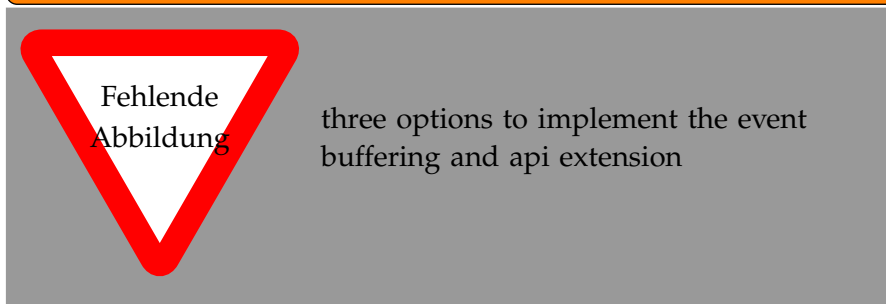 Fehlende
Abbildung
three options to implement the event
buffering and api extension